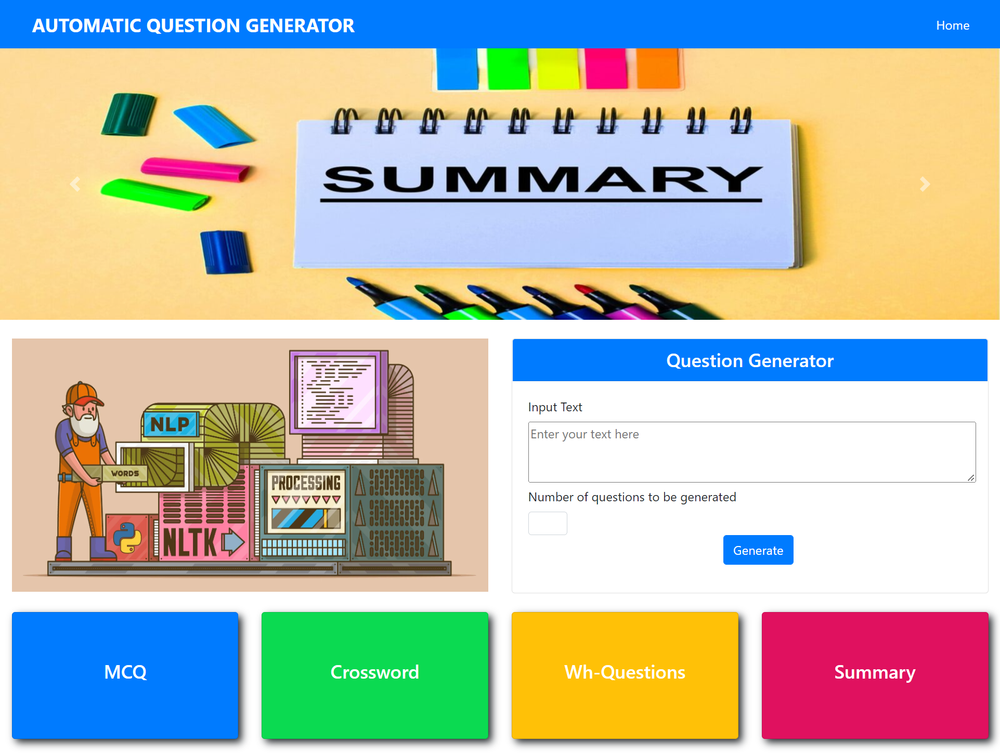 AUTOMATIC QUESTION GENERATOR
Home
SUMMARY
NLP
WORDS
PROCESSING
NLTK
Question Generator
Input Text
Enter your text here
Number of questions to be generated
Generate
MCQ
Crossword
Wh-Questions
Summary